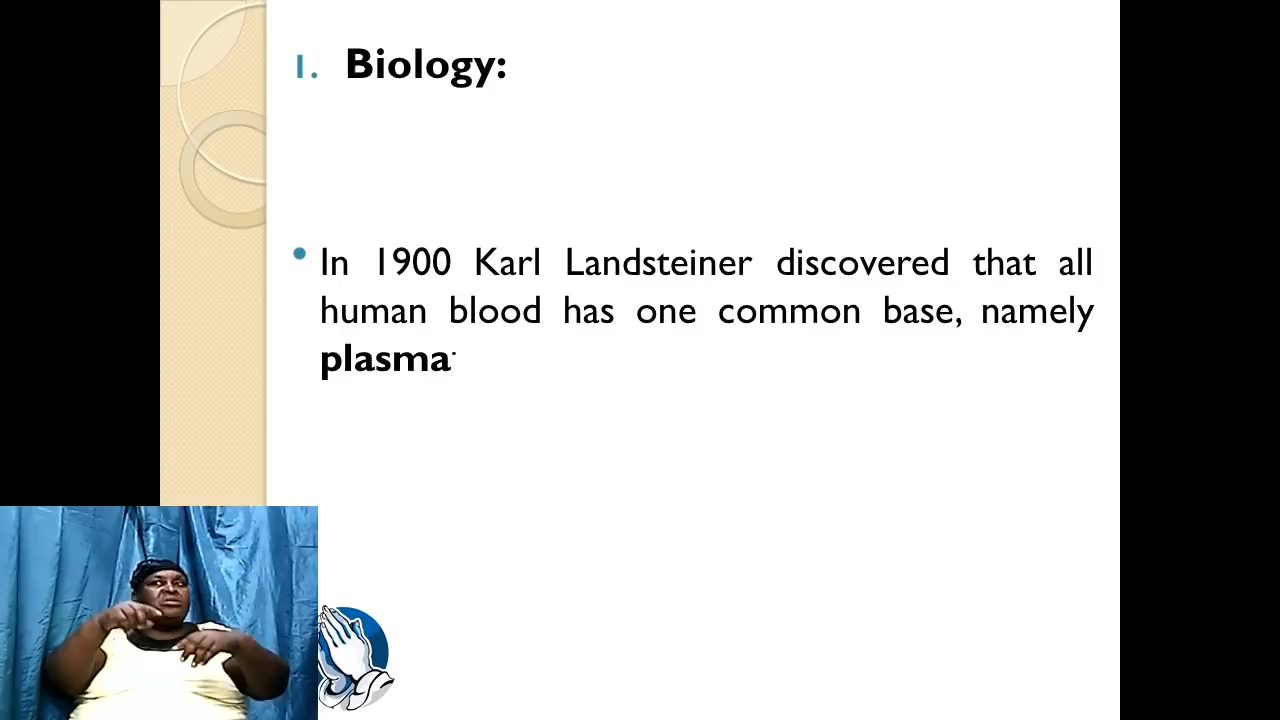 1. Biology:
• In 1900 Karl Landsteiner discovered that all
human blood has one common base, namely
plasma.